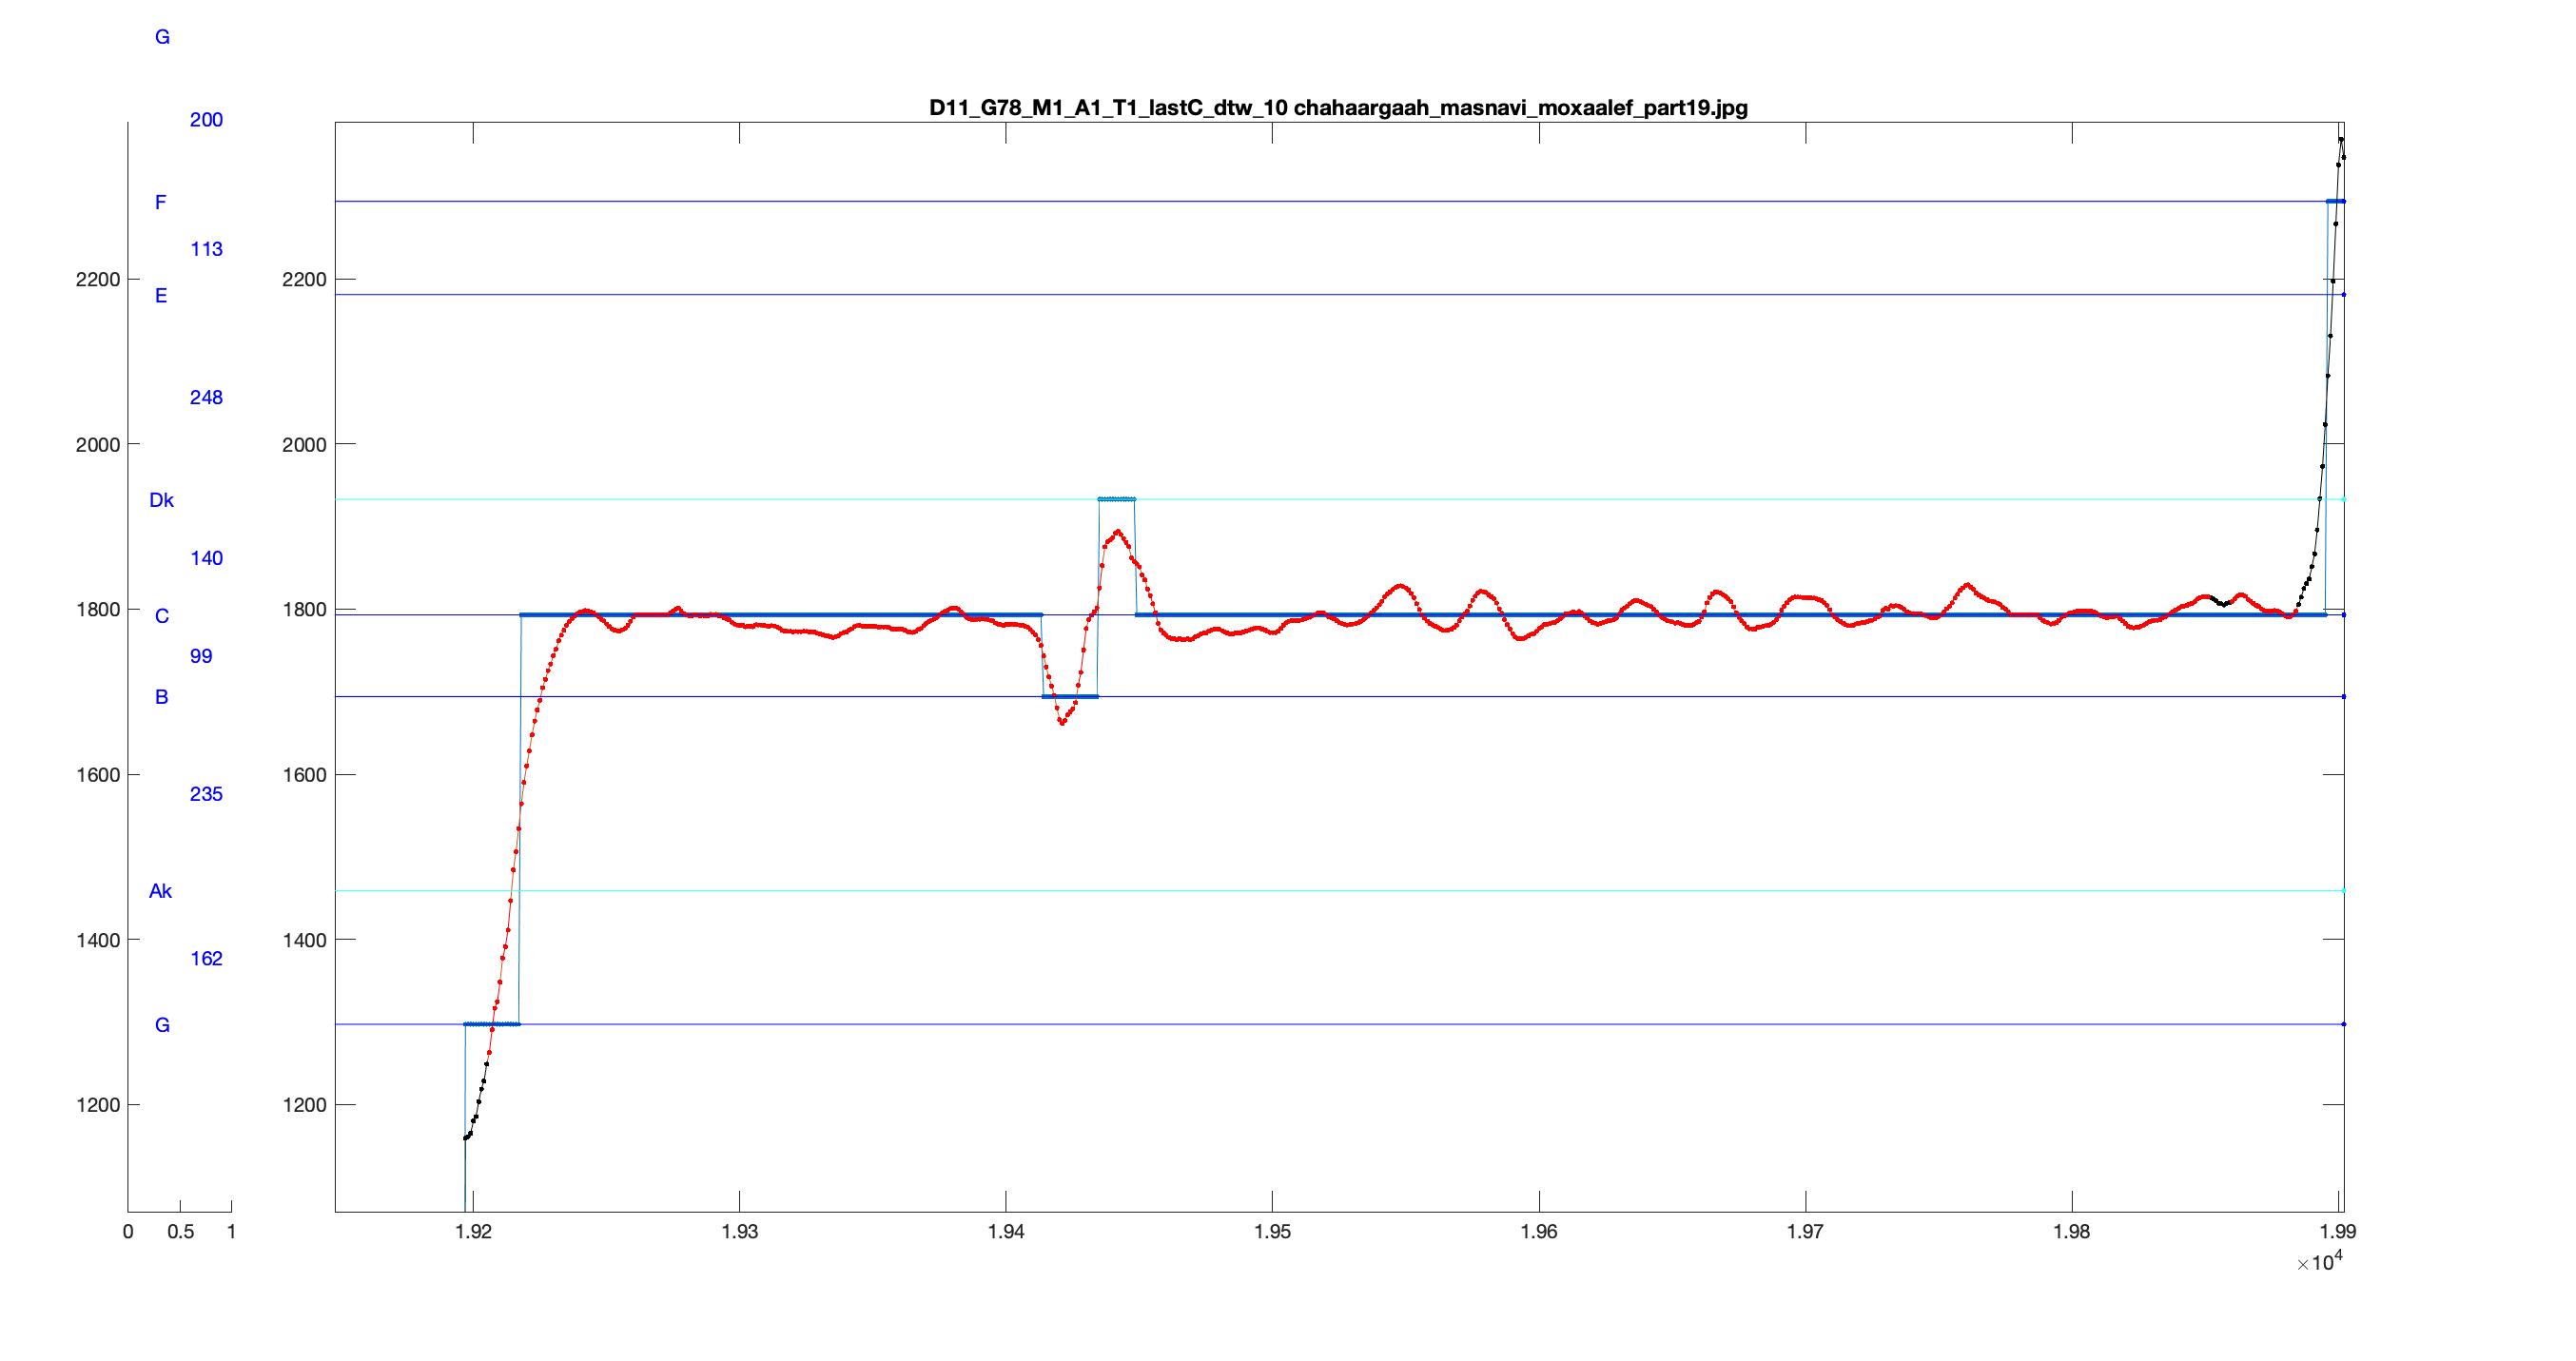 G
D11_G78_M1_A1_T1_lastC_dtw_10 chahaargaah_masnavi_moxaalef_part19.jpg
200
F
113
2200 E 2200
248
2000 2000
Dk
140
1800 C 1800
99
B
1600 1600
235
Ak
1400 1400
162
G
1200 1200
0 0.5 1 1.92 1.93 1.94 1.95 1.96 1.97 1.98 1.99
×10⁴